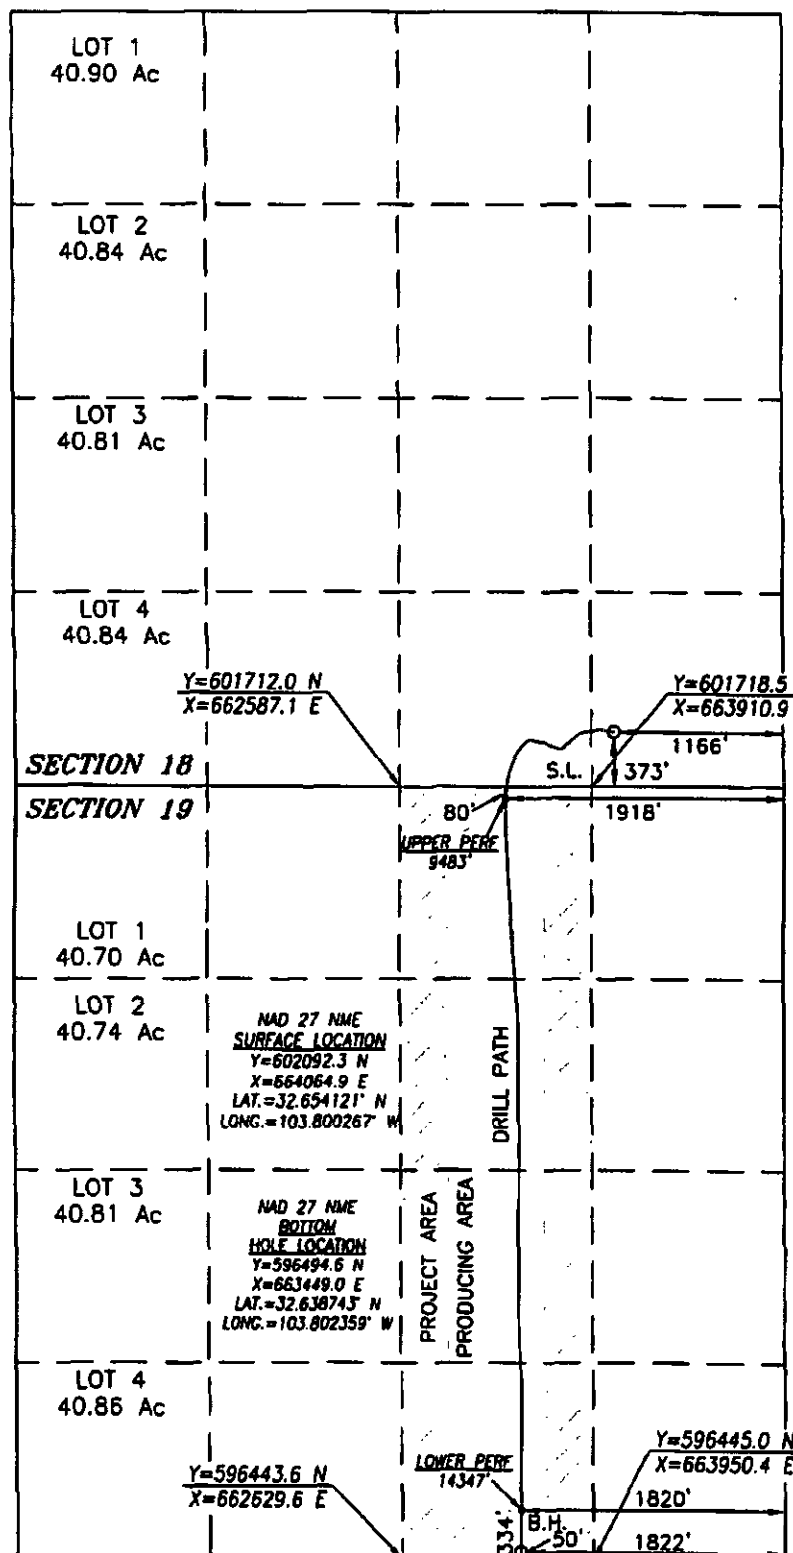 LOT 1
40.90 Ac
LOT 2
40.84 Ac
LOT 3
40.81 Ac
LOT 4
40.84 Ac
Y=601712.0 N
X=662587.1 E
Y=601718.5
X=663910.9
1166'
S.L.
373'
SECTION 18
SECTION 19
80'
1918'
UPPER PERF
9483'
LOT 1
40.70 Ac
LOT 2
40.74 Ac
NAD 27 NME
SURFACE LOCATION
Y=602092.3 N
X=664064.9 E
LAT.=32.654121° N
LONG.=103.800267° W
DRILL PATH
LOT 3
40.81 Ac
NAD 27 NME
BOTTOM
HOLE LOCATION
Y=596494.6 N
X=663449.0 E
LAT.=32.638743° N
LONG.=103.802359° W
PROJECT AREA
PRODUCING AREA
LOT 4
40.86 Ac
Y=596443.6 N
X=662629.6 E
LOWER PERF
14347'
Y=596445.0 N
X=663950.4 E
1820'
334'
B.H.
50'
1822'